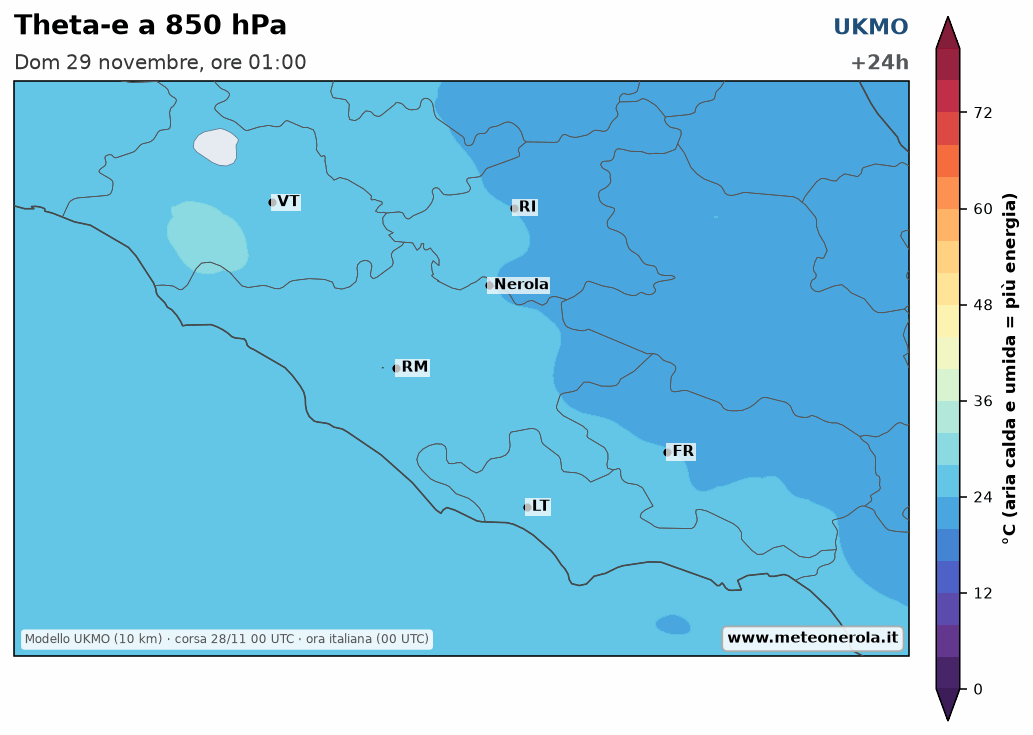 Theta-e a 850 hPa
UKMO
Dom 29 novembre, ore 01:00
+24h
VT
RI
Nerola
RM
FR
LT
Modello UKMO (10 km) · corsa 28/11 00 UTC · ora italiana (00 UTC)
www.meteonerola.it
72
60
48
36
24
12
0
°C (aria calda e umida = più energia)